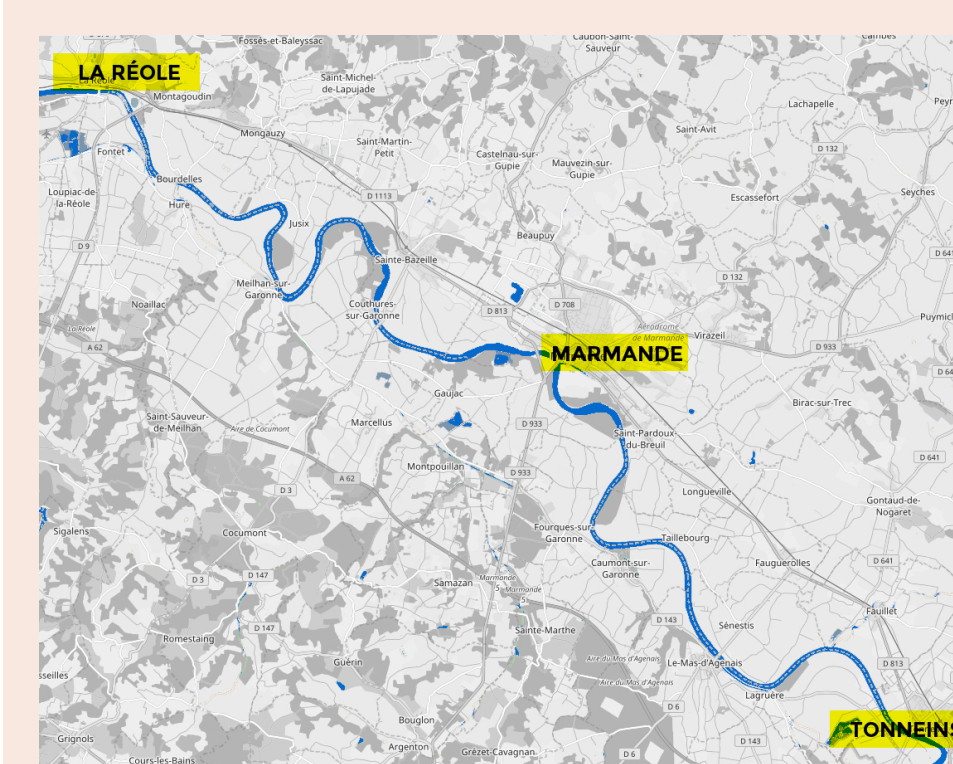 Fossès-et-Baleyssac
Caubon-Saint-
Sauveur
Cambes
LA RÉOLE
La Réole
Montagoudin
Saint-Michel-
de-Lapujade
Lachapelle
Mongauzy
Saint-Martin-
Petit
Saint-Avit
D 132
Fontet
Castelnau-sur-
Gupie
Mauvezin-sur-
Gupie
Bourdelles
Loupiac-de-
la-Réole
D 1113
Escassefort
Seyches
Hure
Jusix
D 9
Beaupuy
D 641
Sainte-Bazeille
D 132
Meilhan-sur-
Garonne
Noaillac
Couthures-
sur-Garonne
D 813
D 708
La Réole
A 62
Aérodrome
de Marmande
Virazeil
D 933
MARMANDE
Gaujac
Birac-sur-Trec
Saint-Sauveur-
de-Meilhan
Aire de Cocumont
Marcellus
D 933
Saint-Pardoux-
du-Breuil
D 641
Montpouillan
A 62
D 933
D 3
Longueville
Gontaud-de-
Nogaret
Sigalens
Cocumont
Fourques-sur-
Garonne
Taillebourg
Caumont-sur-
Garonne
Fauguerolles
D 641
D 3
D 147
Samazan
Marmande
5
Marmande
5
Fauillet
D 147
D 143
Sénestis
Romestaing
Sainte-Marthe
Guérin
Aire du Mas d'Agenais
Le-Mas-d'Agenais
D 813
Aire du Mas d'Agenais
Lagruère
D 6
Bouglon
TONNEINS
Grignols
Argenton
Grézet-Cavagnan
D 6
D 143
Cours-les-Bains